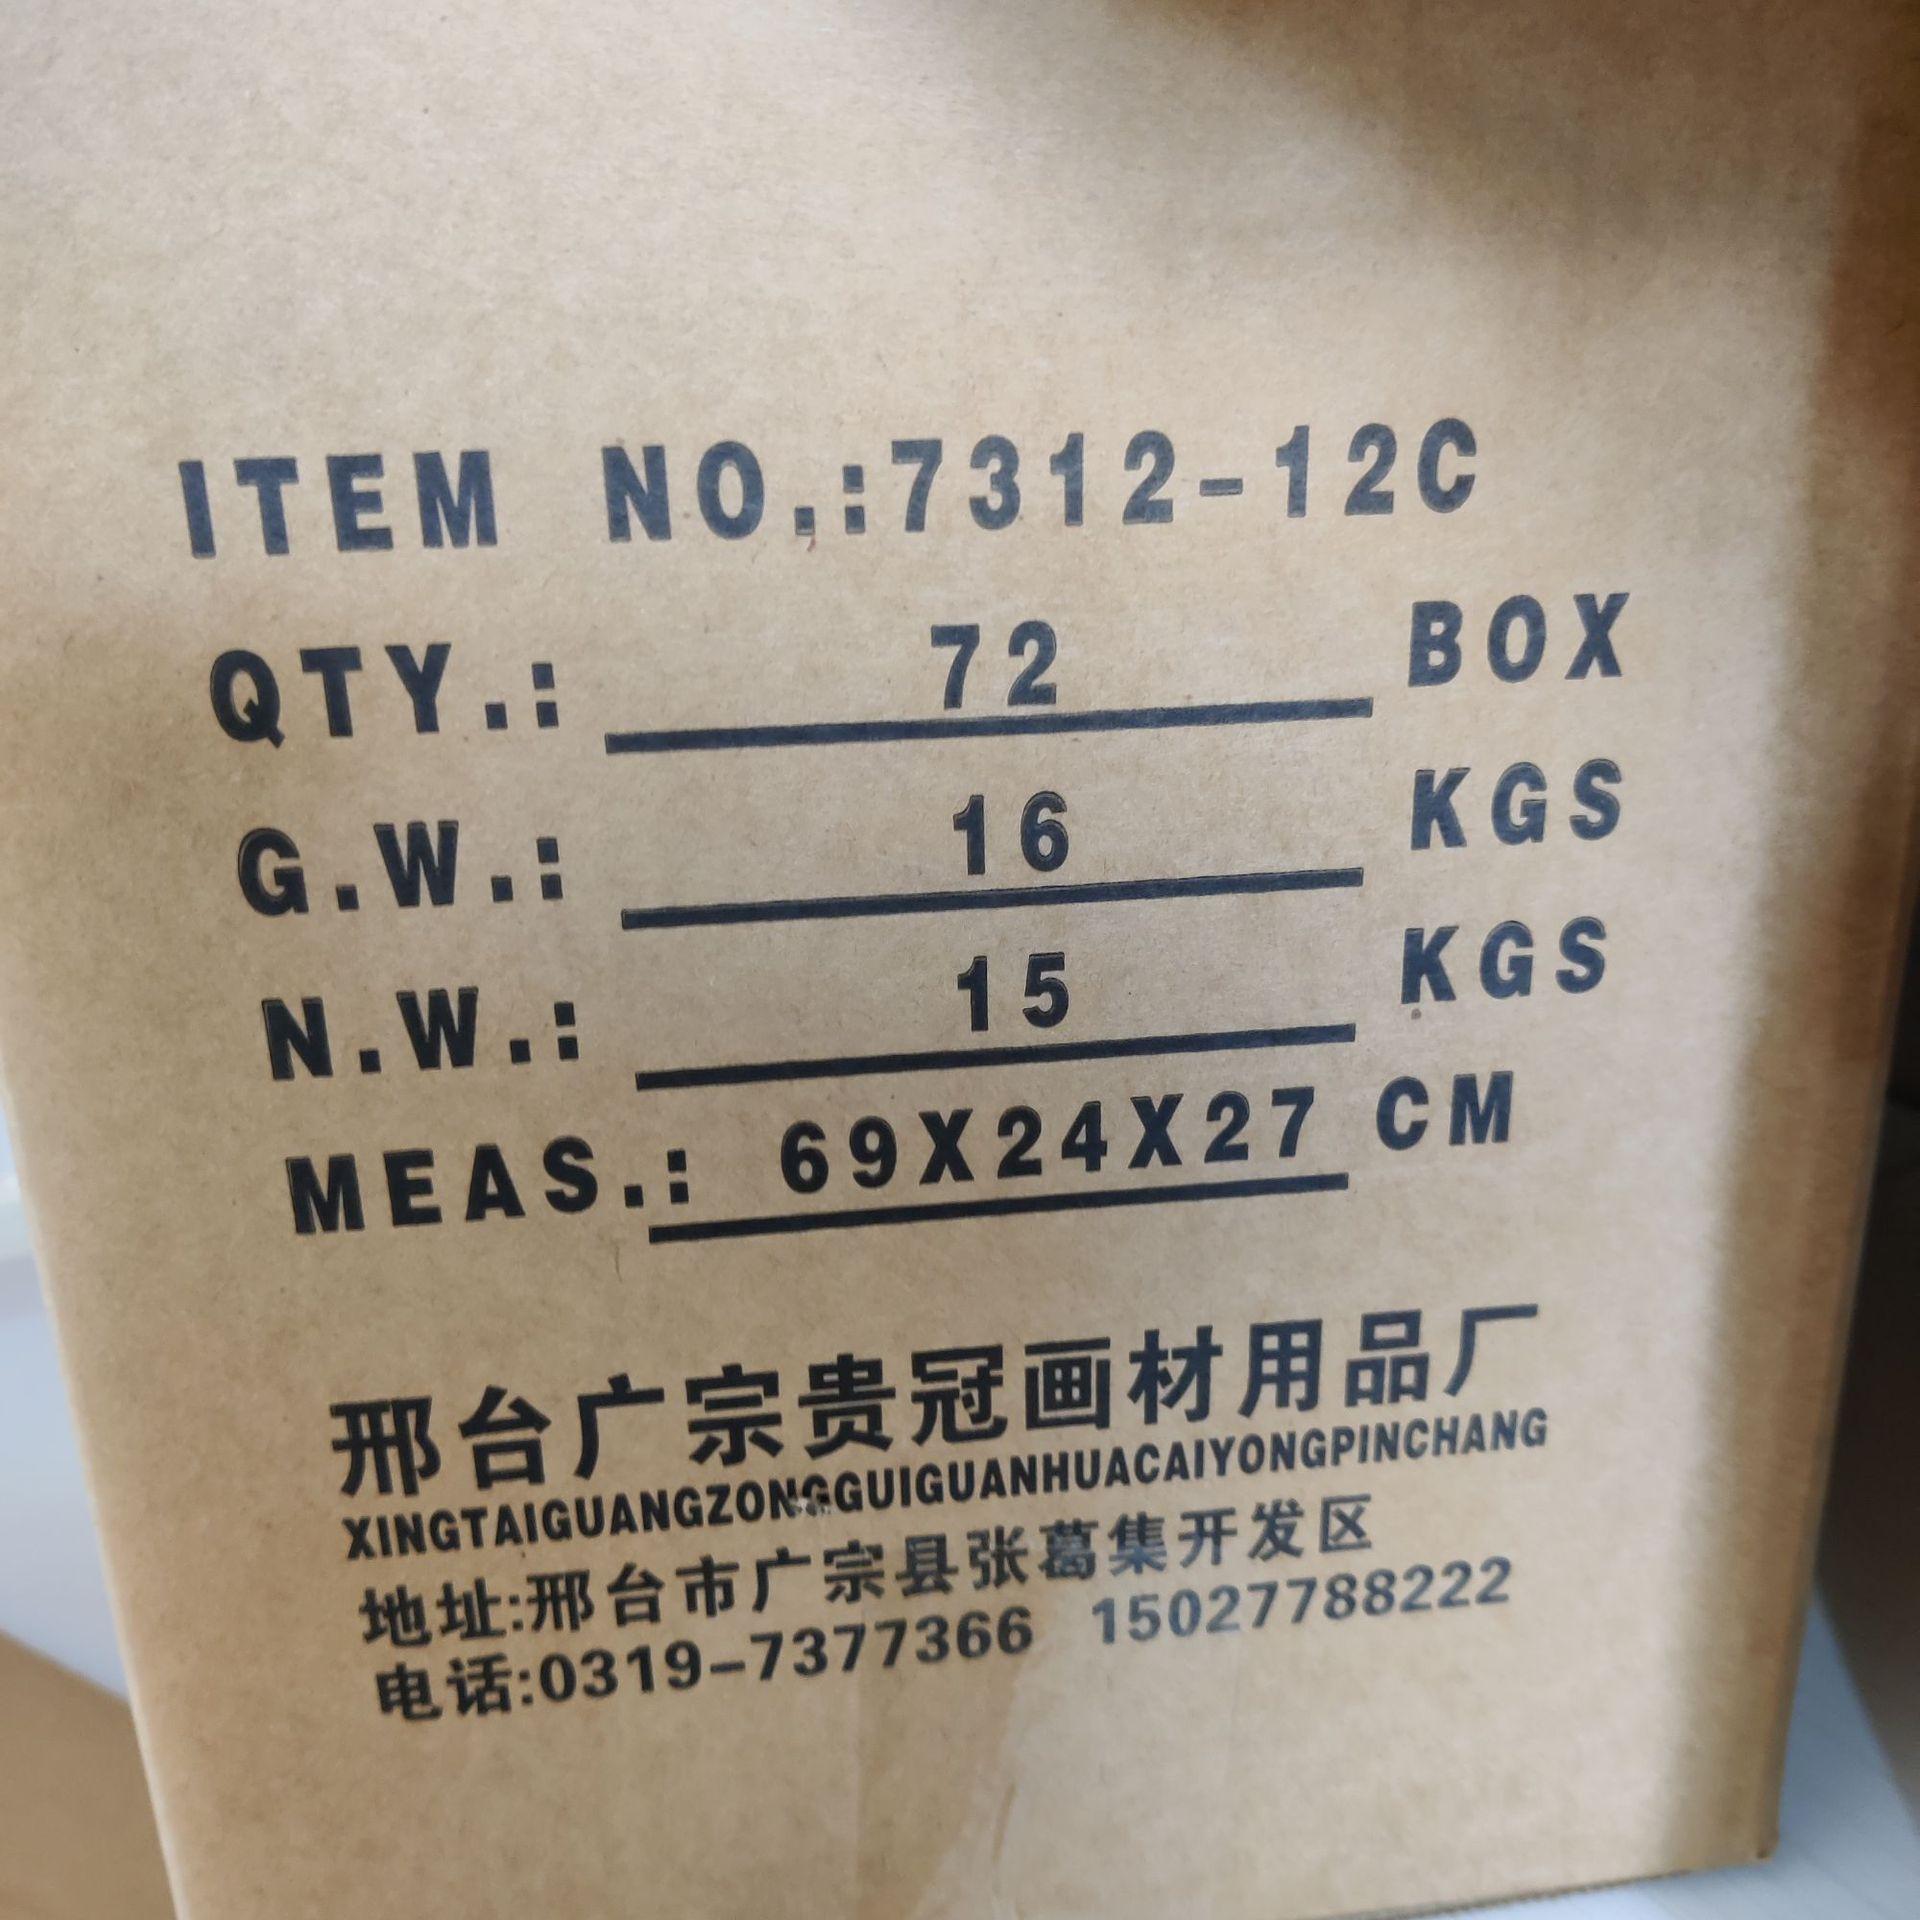 ITEM NO.:7312-12C
QTY.: 72 BOX
G.W.: 16 KGS
N.W.: 15 KGS
MEAS.: 69X24X27 CM
邢台广宗贵冠画材用品厂
XINGTAIGUANGZONGGUIGUANHUACAIYONGPINCHANG
地址:邢台市广宗县张葛集开发区
电话:0319-7377366 15027788222